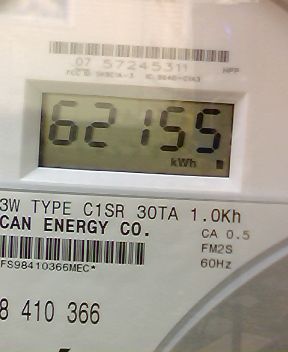 07 57245311
62155
kWh
3W TYPE C1SR 30TA 1.0Kh
CAN ENERGY CO.
CA 0.5
FM2S
60Hz
FS98410366MEC*
8 410 366